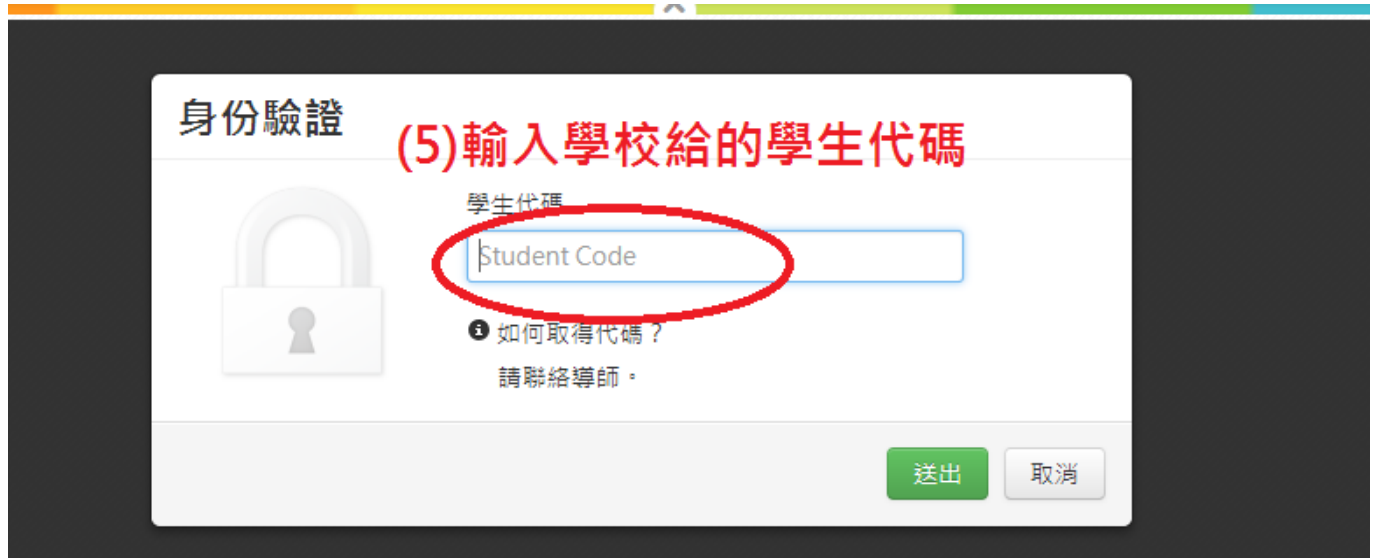 身份驗證
(5)輸入學校給的學生代碼
學生代碼
Student Code
如何取得代碼？
請聯絡導師。
送出
取消